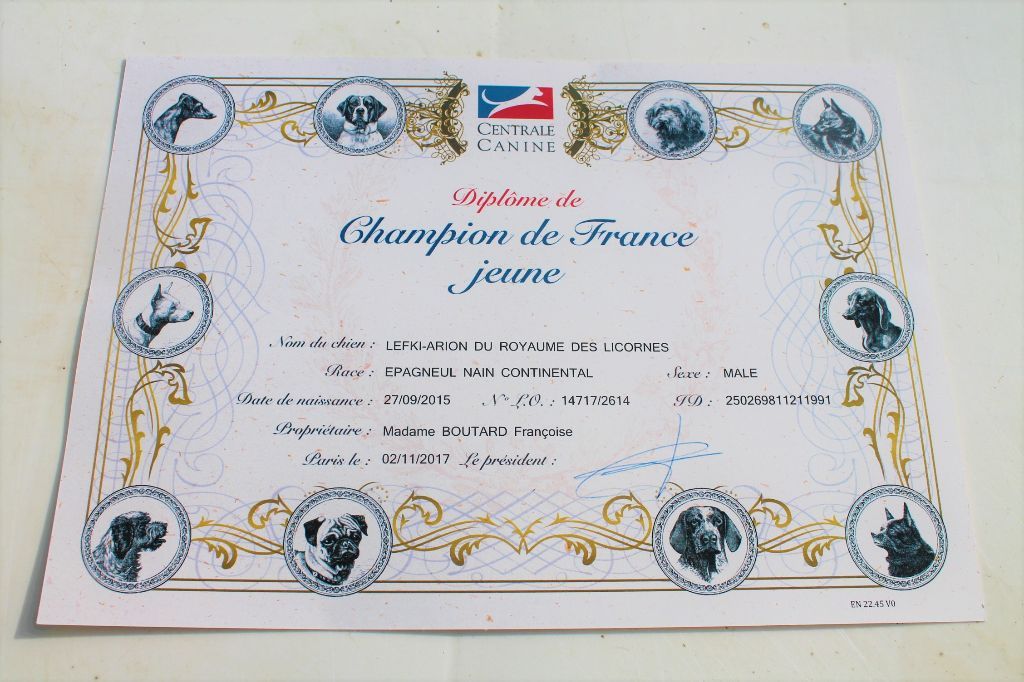 CENTRALE
CANINE
Diplôme de
Champion de France
jeune
Nom du chien : LEFKI-ARION DU ROYAUME DES LICORNES
Race : EPAGNEUL NAIN CONTINENTAL Sexe : MALE
Date de naissance : 27/09/2015 N° L.O. : 14717/2614 ID : 250269811211991
Propriétaire : Madame BOUTARD Françoise
Paris le : 02/11/2017 Le président :
EN 22.45 V0